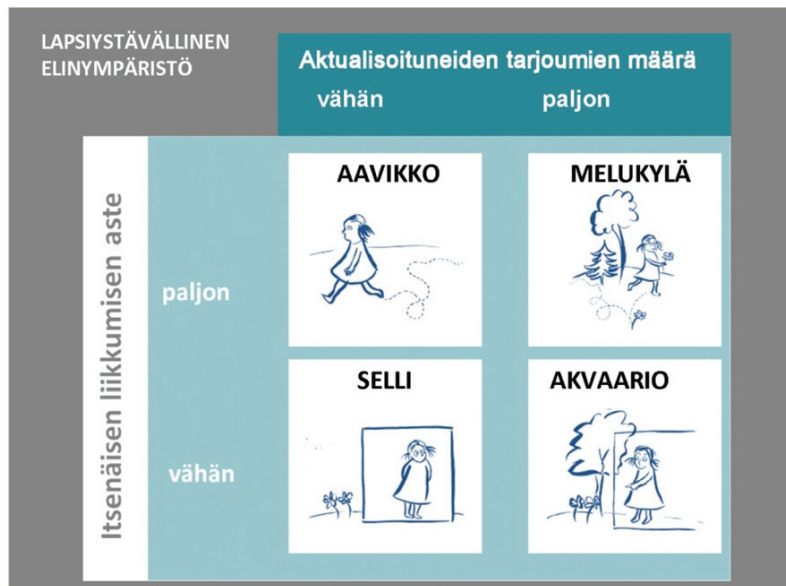 LAPSIYSTÄVÄLLINEN
ELINYMPÄRISTÖ
Aktualisoituneiden tarjoumien määrä
vähän paljon
Itsenäisen liikkumisen aste
AAVIKKO MELUKYLÄ
paljon
SELLI AKVAARIO
vähän